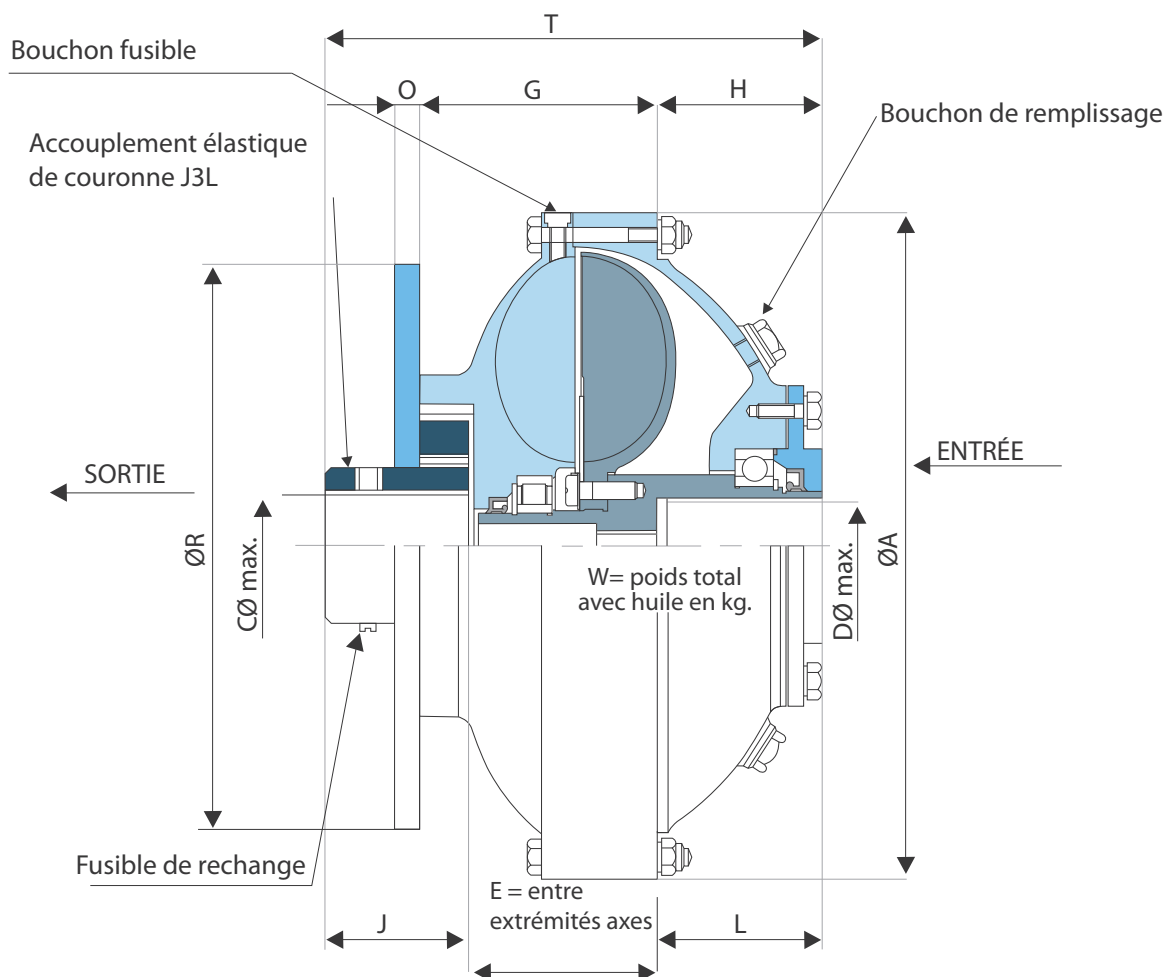 T
Bouchon fusible
O
G
H
Bouchon de remplissage
Accouplement élastique
de couronne J3L
SORTIE
ENTRÉE
ØR
CØ max.
W= poids total
avec huile en kg.
DØ max.
ØA
Fusible de rechange
E = entre
extrémités axes
J
L